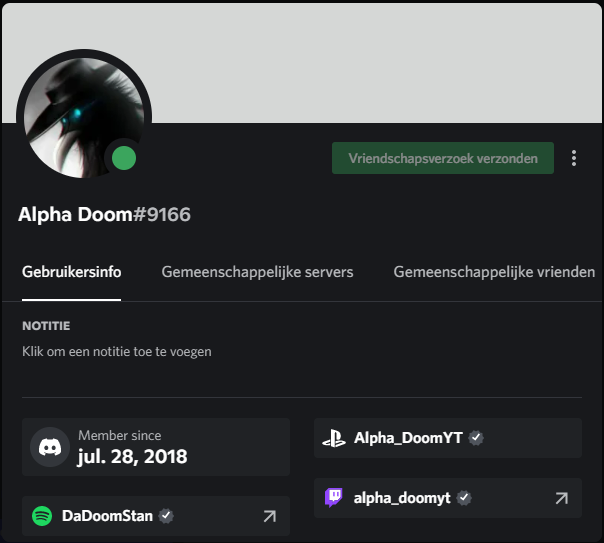 Vriendschapsverzoek verzonden
Alpha Doom#9166
Gebruikersinfo
Gemeenschappelijke servers
Gemeenschappelijke vrienden
NOTITIE
Klik om een notitie toe te voegen
Member since
jul. 28, 2018
Alpha_DoomYT
DaDoomStan
alpha_doomyt